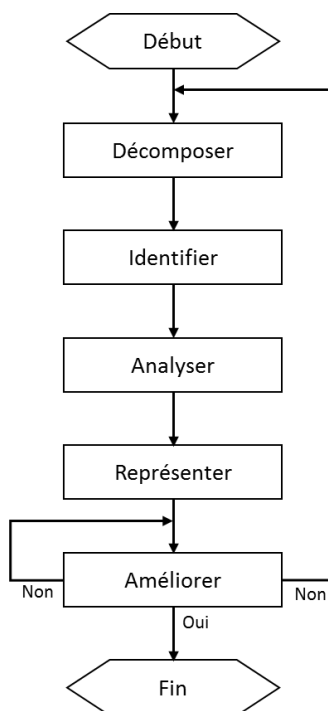 Début
Décomposer
Identifier
Analyser
Représenter
Améliorer
Non
Non
Oui
Fin